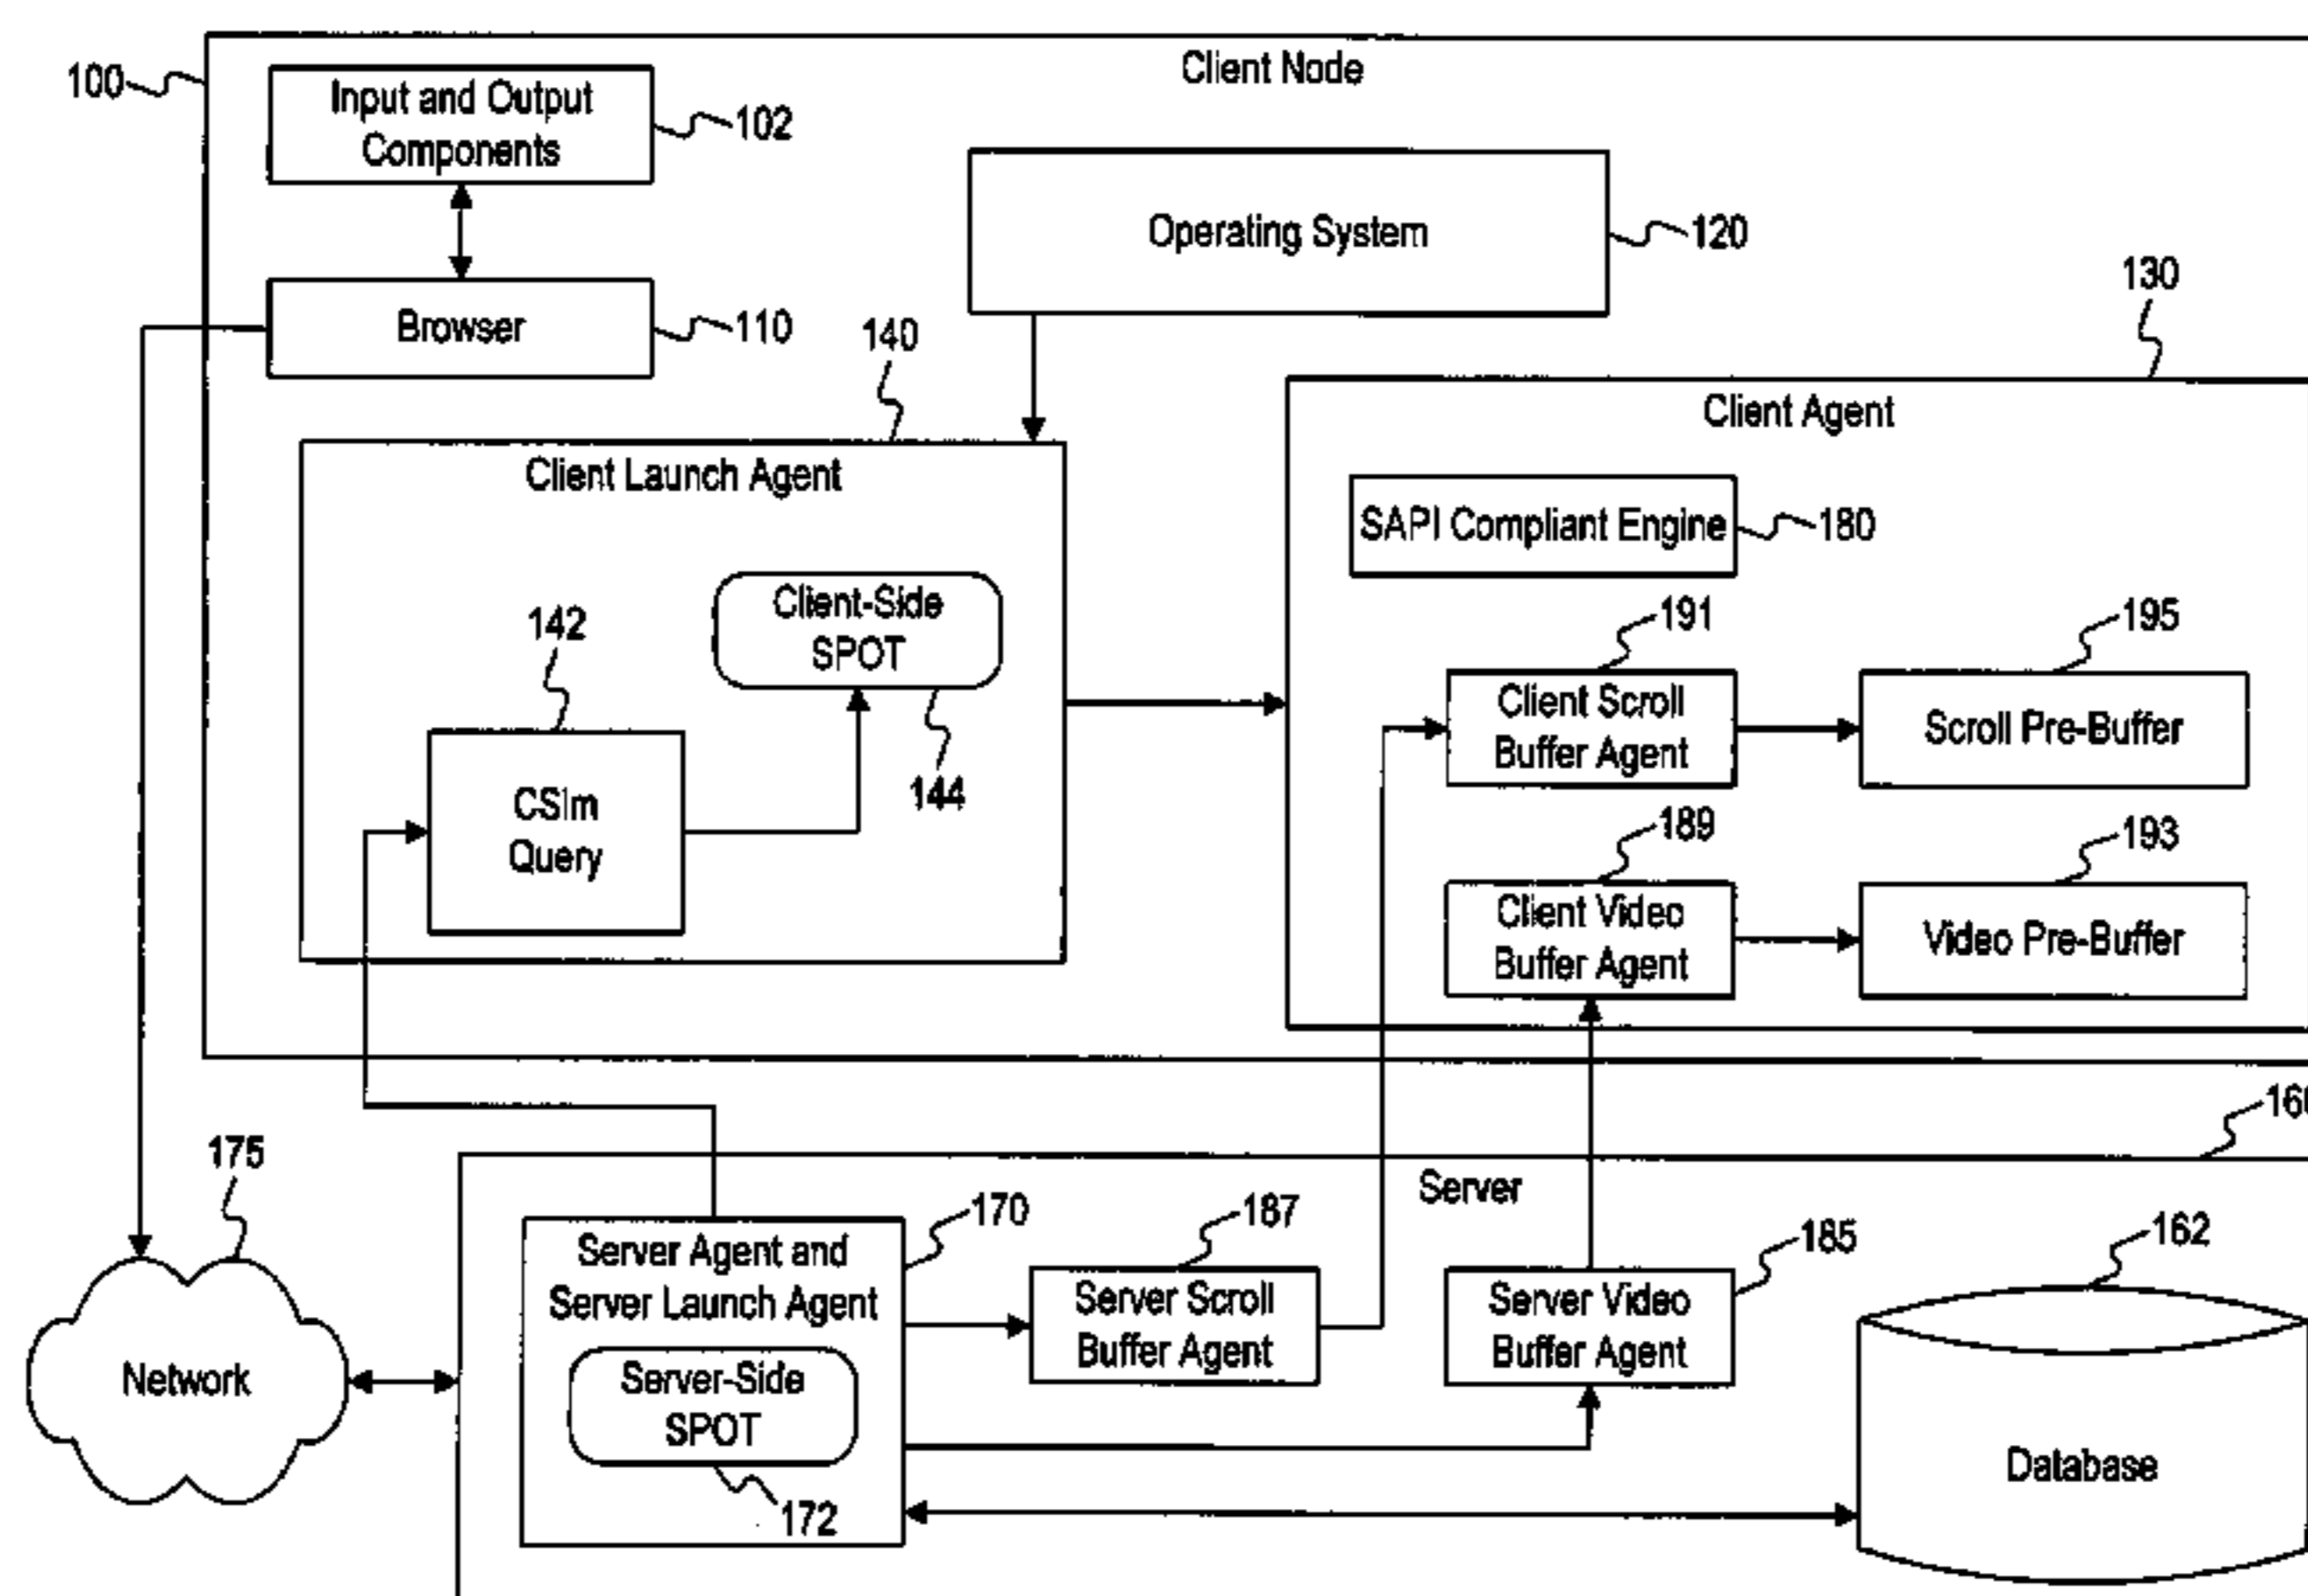 Client Node
100
Input and Output
Components
102
Operating System
120
Browser
110
130
140
Client Agent
Client Launch Agent
SAPI Compliant Engine
180
Client-Side
SPOT
142
191
195
Client Scroll
Buffer Agent
Scroll Pre-Buffer
144
CSIm
Query
189
193
Client Video
Buffer Agent
Video Pre-Buffer
175
Server
170
187
185
162
Server Agent and
Server Launch Agent
Server Scroll
Buffer Agent
Server Video
Buffer Agent
Network
Server-Side
SPOT
172
Database